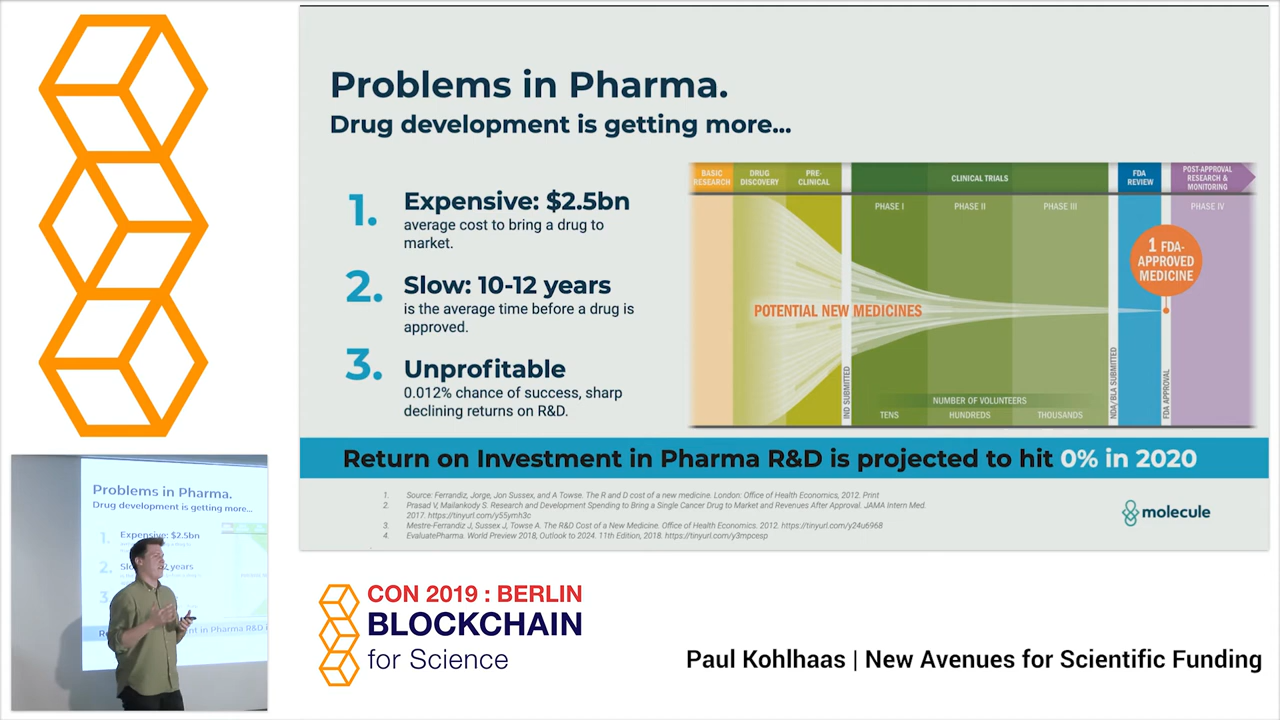 Problems in Pharma.
Drug development is getting more...
1.
Expensive: $2.5bn
average cost to bring a drug to
market.
2.
Slow: 10-12 years
is the average time before a drug is
approved.
3.
Unprofitable
0.012% chance of success, sharp
declining returns on R&D.
BASIC
RESEARCH
DRUG
DISCOVERY
PRE-
CLINICAL
CLINICAL TRIALS
FDA
REVIEW
POST-APPROVAL
RESEARCH &
MONITORING
PHASE I
PHASE II
PHASE III
PHASE IV
1 FDA-
APPROVED
MEDICINE
POTENTIAL NEW MEDICINES
IND SUBMITTED
NDA/BLA SUBMITTED
FDA APPROVAL
NUMBER OF VOLUNTEERS
TENS
HUNDREDS
THOUSANDS
Return on Investment in Pharma R&D is projected to hit 0% in 2020
1. Source: Ferrandiz, Jorge, Jon Sussex, and A Towse. The R and D cost of a new medicine. London: Office of Health Economics, 2012. Print
2. Prasad V, Mailankody S. Research and Development Spending to Bring a Single Cancer Drug to Market and Revenues After Approval. JAMA Intern Med.
2017. https://tinyurl.com/y55ymh3c
3. Mestre-Ferrandiz J, Sussex J, Towse A. The R&D Cost of a New Medicine. Office of Health Economics. 2012. https://tinyurl.com/y24u6968
4. EvaluatePharma. World Preview 2018, Outlook to 2024. 11th Edition, 2018. https://tinyurl.com/y3mpcesp
molecule
Problems in Pharma.
Drug development is getting more...
1.
Expensive: $2.5bn
2.
years
ent in Pharma R&D
CON 2019 : BERLIN
BLOCKCHAIN
for Science
Paul Kohlhaas | New Avenues for Scientific Funding